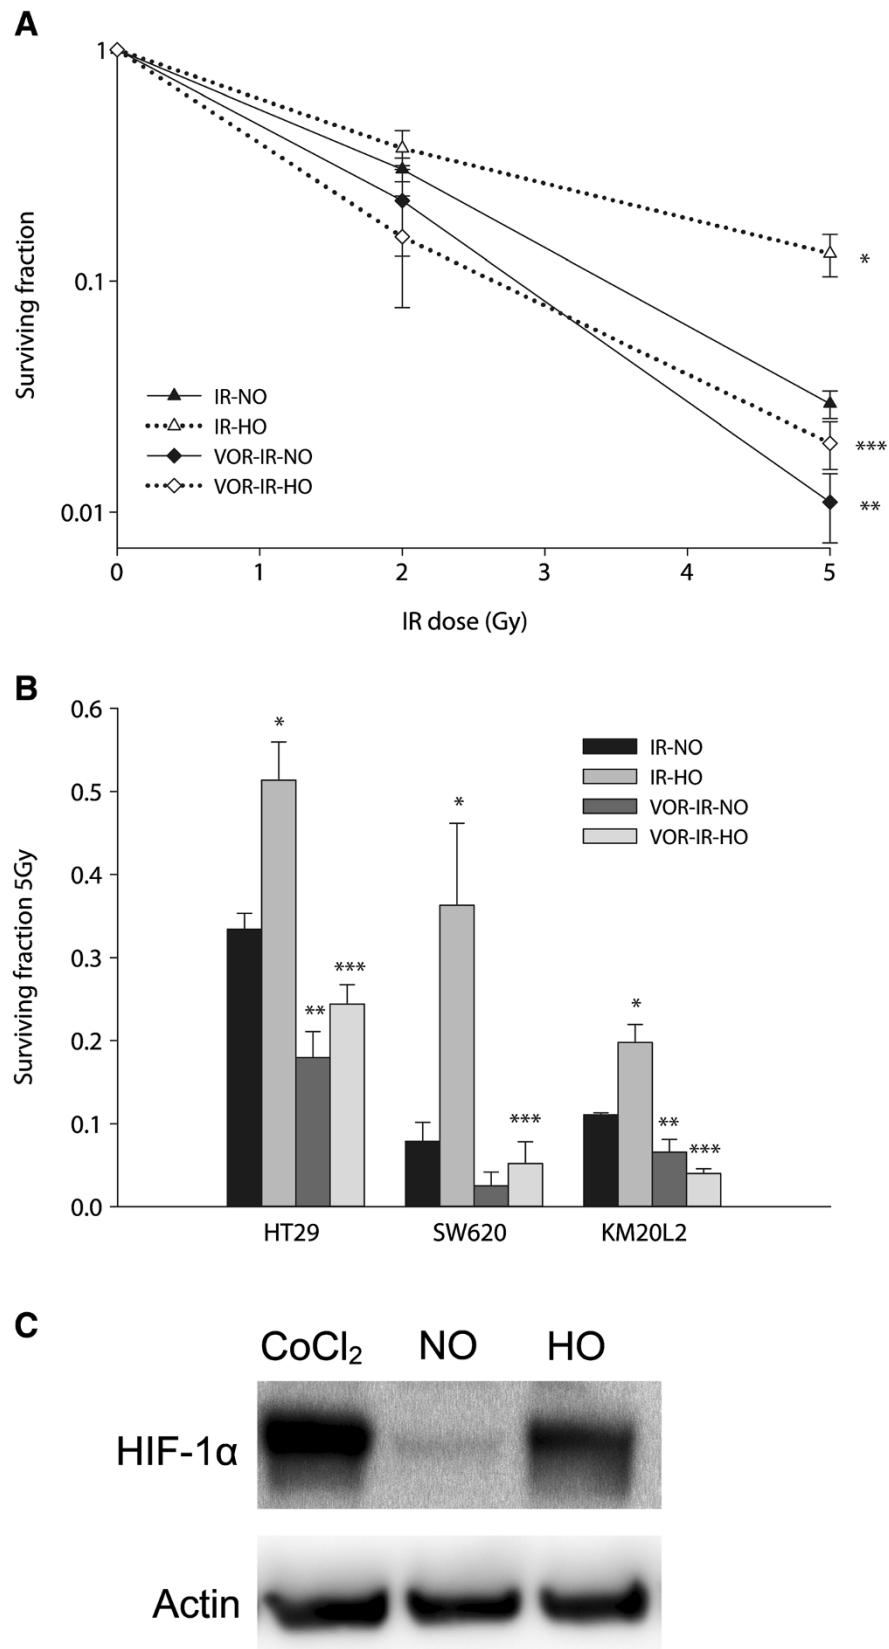 A
1
0.1
0.01
Surviving fraction
IR-NO
IR-HO
VOR-IR-NO
VOR-IR-HO
*
***
**
0 1 2 3 4 5
IR dose (Gy)
B
0.6
0.5
0.4
0.3
0.2
0.1
0.0
Surviving fraction 5Gy
IR-NO
IR-HO
VOR-IR-NO
VOR-IR-HO
* ** ***
* ***
* ** ***
HT29 SW620 KM20L2
C
CoCl₂ NO HO
HIF-1α
Actin